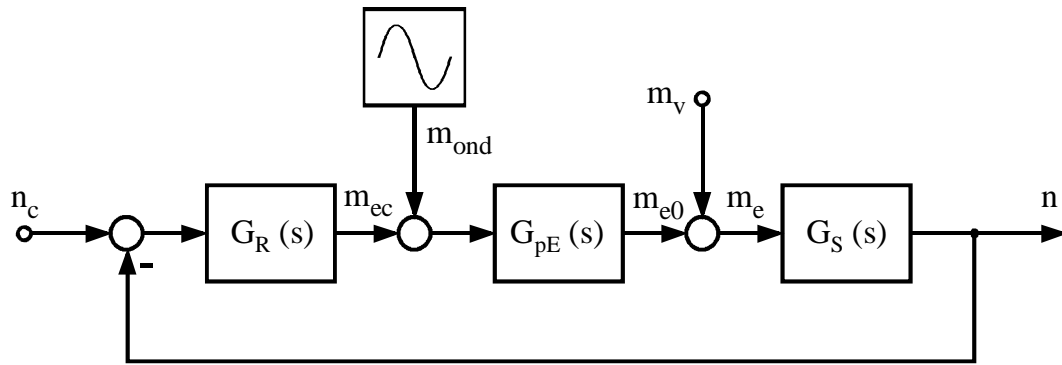 m_ond
m_v
n_c
G_R (s)
m_ec
G_pE (s)
m_e0
m_e
G_S (s)
n
-